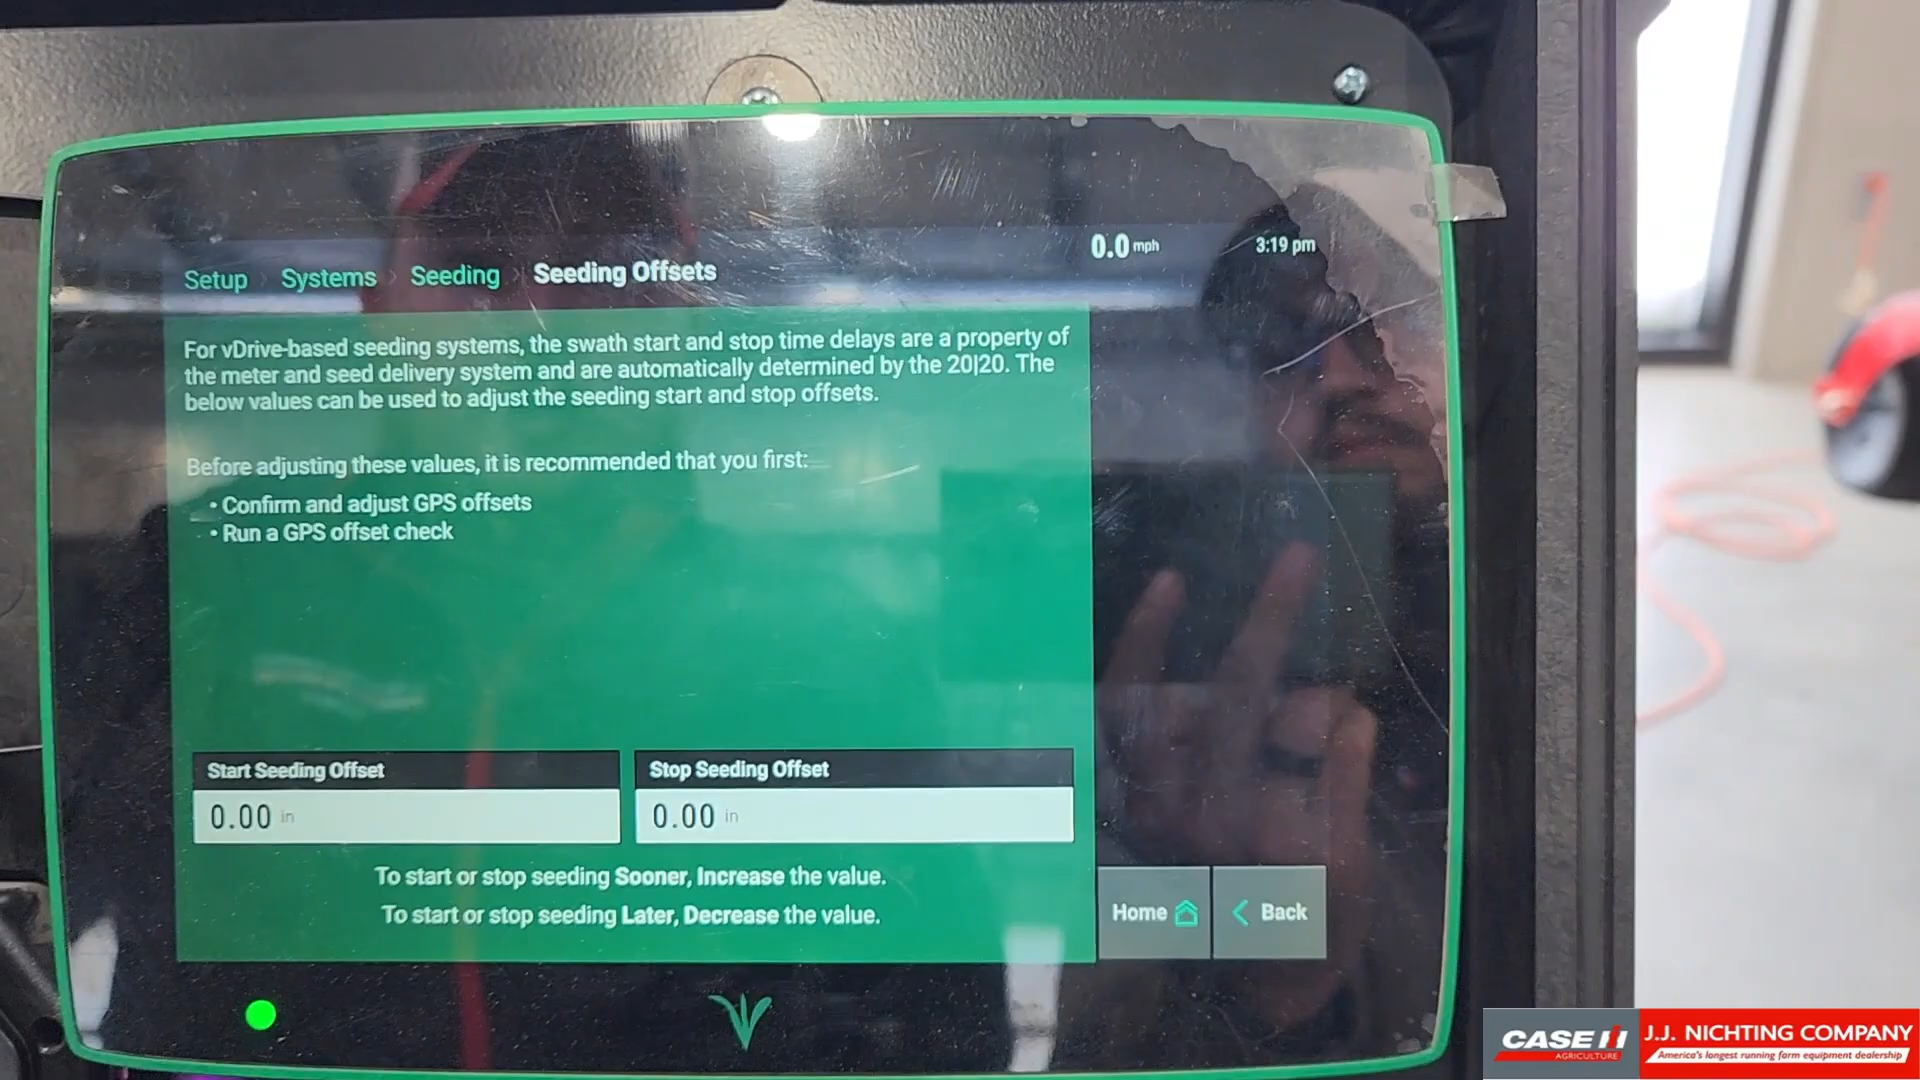 0.0 mph
3:19 pm
Setup > Systems > Seeding > Seeding Offsets
For vDrive-based seeding systems, the swath start and stop time delays are a property of
the meter and seed delivery system and are automatically determined by the 20|20. The
below values can be used to adjust the seeding start and stop offsets.
Before adjusting these values, it is recommended that you first:
• Confirm and adjust GPS offsets
• Run a GPS offset check
Start Seeding Offset
Stop Seeding Offset
0.00 in
0.00 in
To start or stop seeding Sooner, Increase the value.
To start or stop seeding Later, Decrease the value.
Home
Back
CASE IH
AGRICULTURE
J.J. NICHTING COMPANY
America's longest running farm equipment dealership